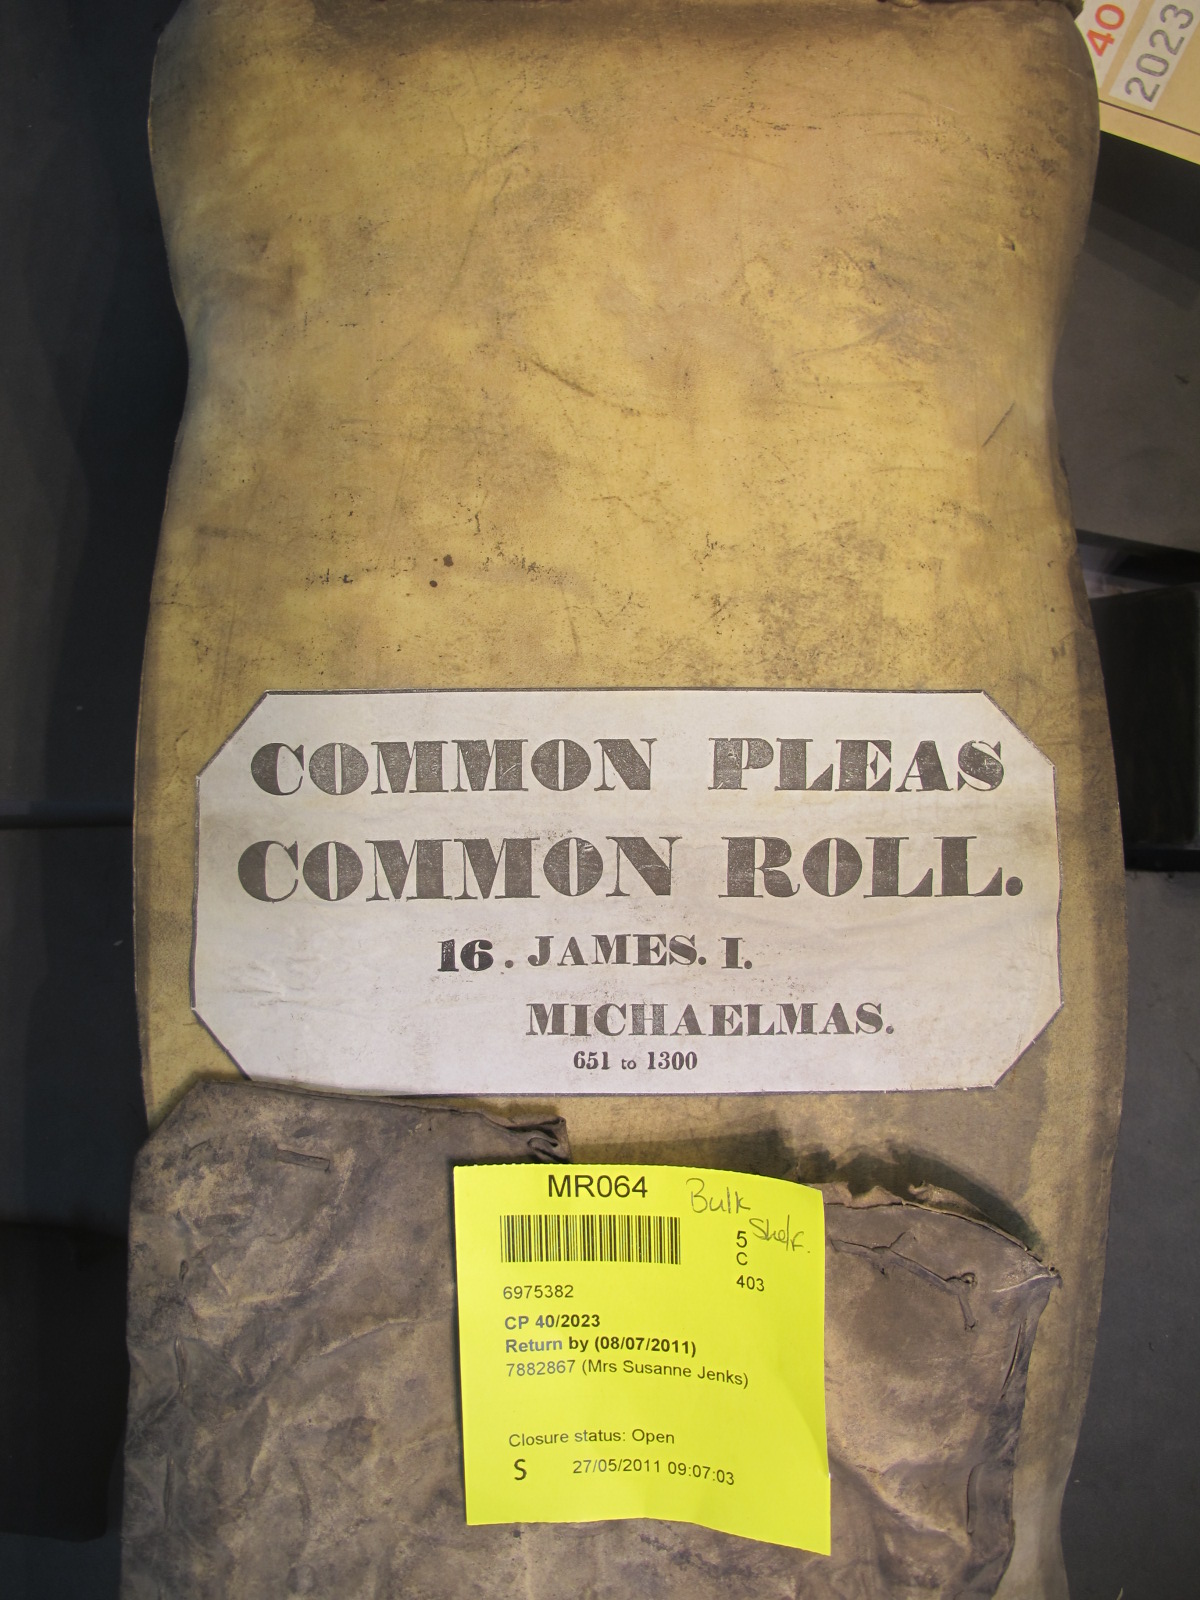 40
2023
COMMON PLEAS
COMMON ROLL.
16. JAMES. I.
MICHAELMAS.
651 to 1300
MR064
Bulk
Shelf.
5
C
403
6975382
CP 40/2023
Return by (08/07/2011)
7882867 (Mrs Susanne Jenks)
Closure status: Open
S 27/05/2011 09:07:03